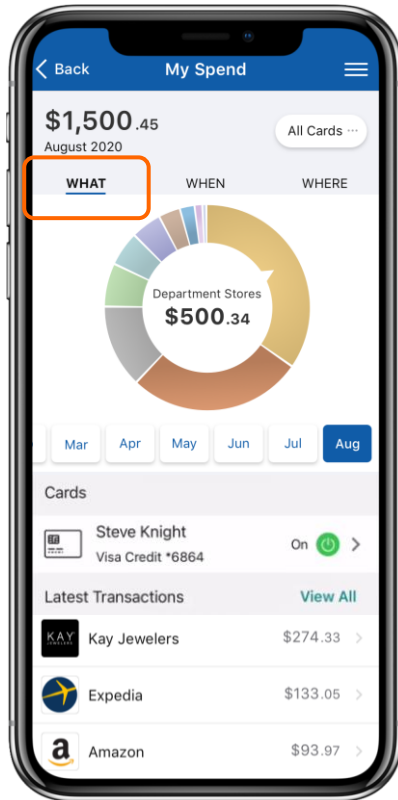 Back
My Spend
$1,500.45
August 2020
All Cards ···
WHAT
WHEN
WHERE
Department Stores
$500.34
Mar
Apr
May
Jun
Jul
Aug
Cards
Steve Knight
Visa Credit *6864
On
Latest Transactions
View All
KAY
JEWELERS
Kay Jewelers
$274.33
Expedia
$133.05
a
Amazon
$93.97